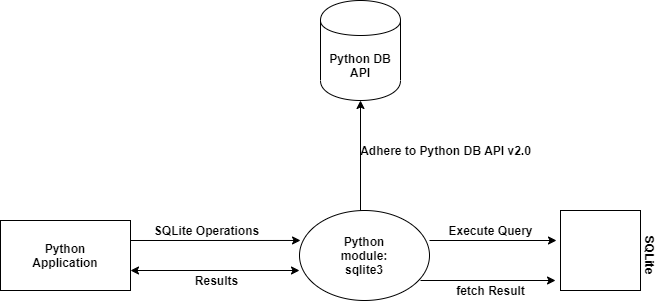 Python DB
API
Adhere to Python DB API v2.0
SQLite Operations
Execute Query
Python
Application
Python
module:
sqlite3
SQLite
Results
fetch Result